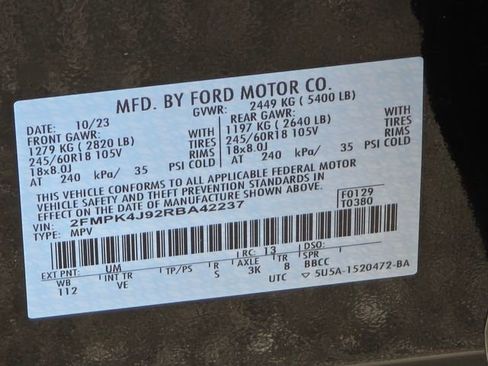 MFD. BY FORD MOTOR CO.
DATE: 10/23 GVWR: 2449 KG ( 5400 LB)
FRONT GAWR: REAR GAWR:
1279 KG ( 2820 LB) WITH 1197 KG ( 2640 LB) WITH
245/60R18 105V TIRES 245/60R18 105V TIRES
18x8.0J RIMS 18x8.0J RIMS
AT 240 kPa/ 35 PSI COLD AT 240 kPa/ 35 PSI COLD
THIS VEHICLE CONFORMS TO ALL APPLICABLE FEDERAL MOTOR
VEHICLE SAFETY AND THEFT PREVENTION STANDARDS IN
EFFECT ON THE DATE OF MANUFACTURE SHOWN ABOVE.
VIN: 2FMPK4J92RBA42237 F0129
TYPE: MPV T0380
EXT PNT: UM RC: 13 DSO:
WB INT TR TP/PS R AXLE TR SPR
112 VE S 3K 8 BBCC
UTC 5U5A-1520472-BA